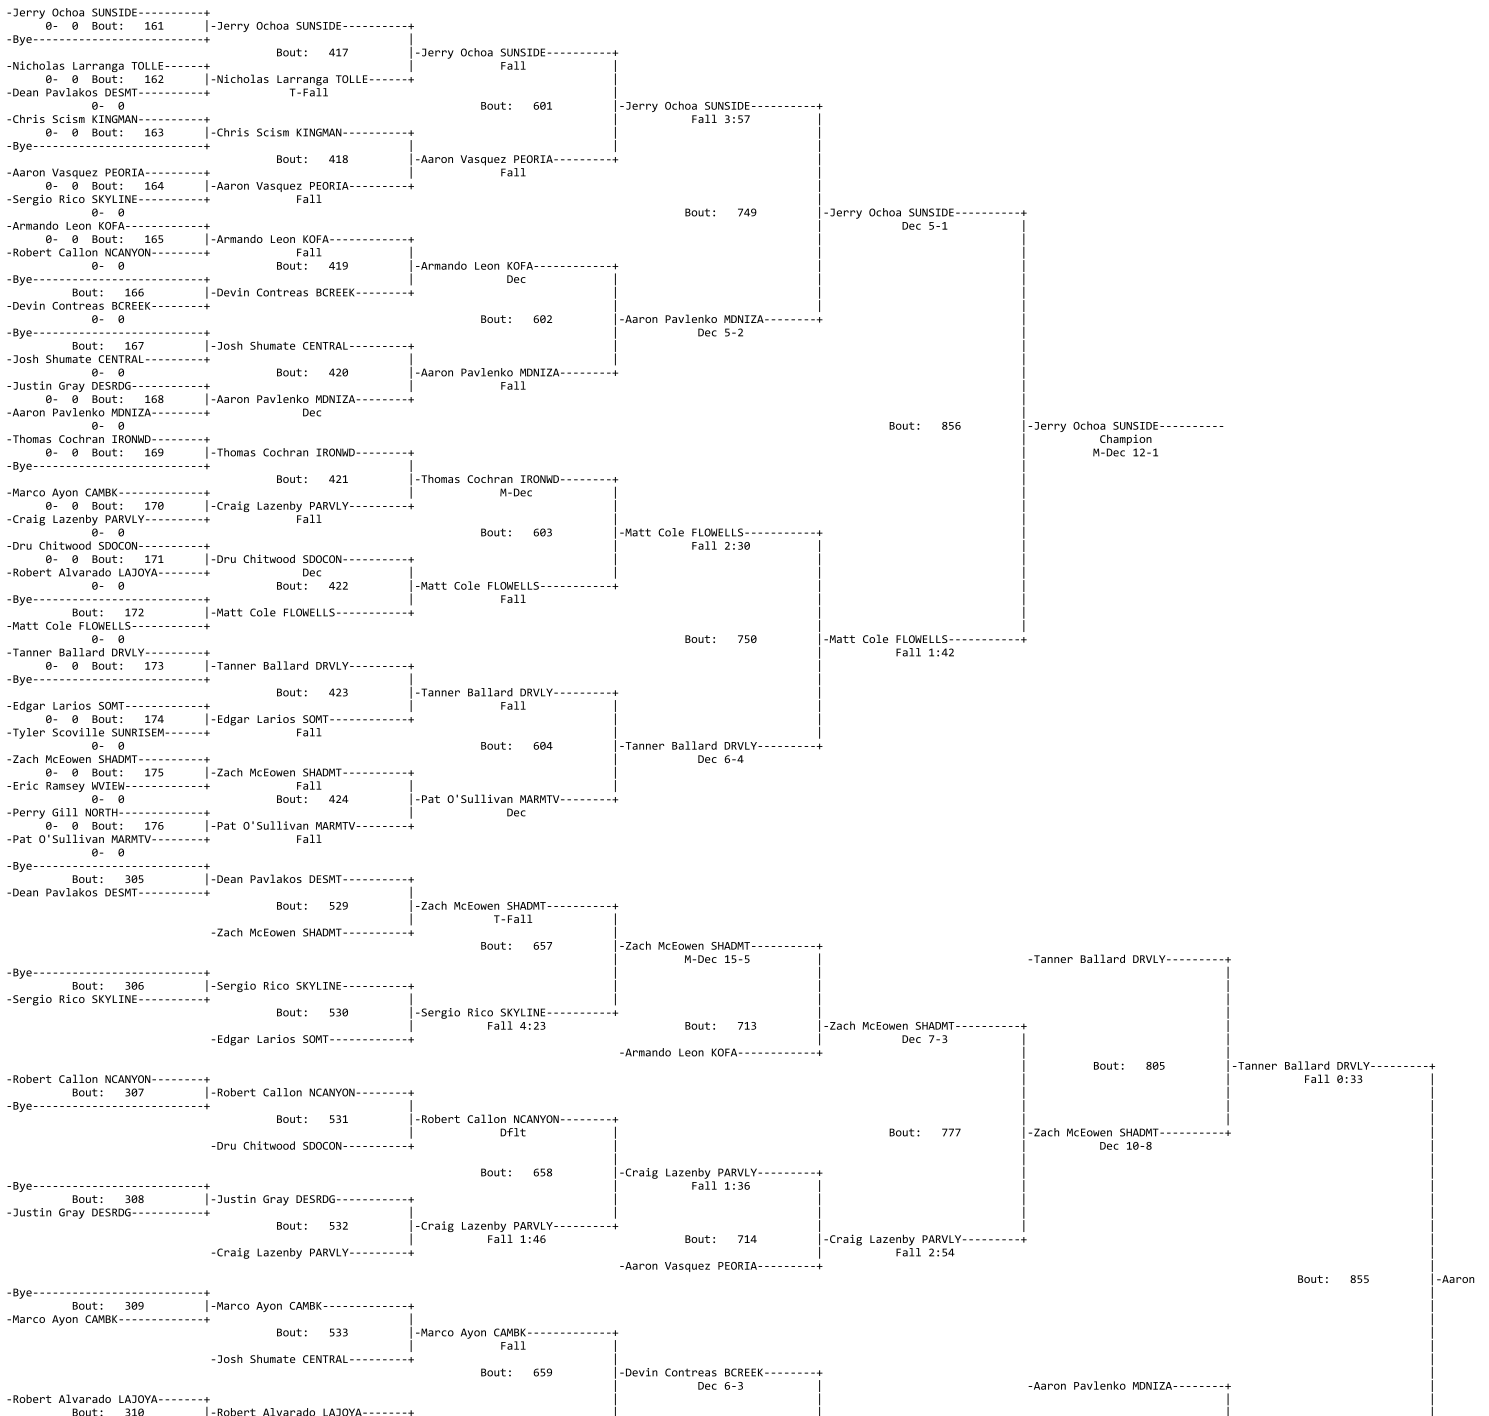 -Jerry Ochoa SUNSIDE----------+
0- 0 Bout: 161 |-Jerry Ochoa SUNSIDE----------+
-Bye--------------------------+ |
Bout: 417 |-Jerry Ochoa SUNSIDE----------+
-Nicholas Larranga TOLLE------+ | Fall |
0- 0 Bout: 162 |-Nicholas Larranga TOLLE------+ |
-Dean Pavlakos DESMT----------+ T-Fall |
0- 0 Bout: 601 |-Jerry Ochoa SUNSIDE----------+
-Chris Scism KINGMAN----------+ | Fall 3:57 |
0- 0 Bout: 163 |-Chris Scism KINGMAN----------+ | |
-Bye--------------------------+ | | |
Bout: 418 |-Aaron Vasquez PEORIA---------+ |
-Aaron Vasquez PEORIA---------+ | Fall |
0- 0 Bout: 164 |-Aaron Vasquez PEORIA---------+ |
-Sergio Rico SKYLINE----------+ Fall |
0- 0 Bout: 749 |-Jerry Ochoa SUNSIDE----------+
-Armando Leon KOFA------------+ | Dec 5-1 |
0- 0 Bout: 165 |-Armando Leon KOFA------------+ | |
-Robert Callon NCANYON--------+ Fall | | |
0- 0 Bout: 419 |-Armando Leon KOFA------------+ | |
-Bye--------------------------+ | Dec | | |
Bout: 166 |-Devin Contreas BCREEK--------+ | | |
-Devin Contreas BCREEK--------+ | | |
0- 0 Bout: 602 |-Aaron Pavlenko MDNIZA--------+ |
-Bye--------------------------+ | Dec 5-2 |
Bout: 167 |-Josh Shumate CENTRAL---------+ | |
-Josh Shumate CENTRAL---------+ | | |
0- 0 Bout: 420 |-Aaron Pavlenko MDNIZA--------+ |
-Justin Gray DESRDG-----------+ | Fall |
0- 0 Bout: 168 |-Aaron Pavlenko MDNIZA--------+ |
-Aaron Pavlenko MDNIZA--------+ Dec |
0- 0 Bout: 856 |-Jerry Ochoa SUNSIDE----------
-Thomas Cochran IRONWD--------+ | Champion
0- 0 Bout: 169 |-Thomas Cochran IRONWD--------+ | M-Dec 12-1
-Bye--------------------------+ | |
Bout: 421 |-Thomas Cochran IRONWD--------+ |
-Marco Ayon CAMBK-------------+ | M-Dec | |
0- 0 Bout: 170 |-Craig Lazenby PARVLY---------+ | |
-Craig Lazenby PARVLY---------+ Fall | |
0- 0 Bout: 603 |-Matt Cole FLOWELLS-----------+ |
-Dru Chitwood SDOCON----------+ | Fall 2:30 | |
0- 0 Bout: 171 |-Dru Chitwood SDOCON----------+ | | |
-Robert Alvarado LAJOYA-------+ Dec | | | |
0- 0 Bout: 422 |-Matt Cole FLOWELLS-----------+ | |
-Bye--------------------------+ | Fall | |
Bout: 172 |-Matt Cole FLOWELLS-----------+ | |
-Matt Cole FLOWELLS-----------+ | |
0- 0 Bout: 750 |-Matt Cole FLOWELLS-----------+
-Tanner Ballard DRVLY---------+ | Fall 1:42
0- 0 Bout: 173 |-Tanner Ballard DRVLY---------+ |
-Bye--------------------------+ | |
Bout: 423 |-Tanner Ballard DRVLY---------+ |
-Edgar Larios SOMT------------+ | Fall | |
0- 0 Bout: 174 |-Edgar Larios SOMT------------+ | |
-Tyler Scoville SUNRISEM------+ Fall | |
0- 0 Bout: 604 |-Tanner Ballard DRVLY---------+
-Zach McEowen SHADMT----------+ | Dec 6-4
0- 0 Bout: 175 |-Zach McEowen SHADMT----------+ |
-Eric Ramsey WVIEW------------+ Fall | |
0- 0 Bout: 424 |-Pat O'Sullivan MARMTV--------+
-Perry Gill NORTH-------------+ | Dec
0- 0 Bout: 176 |-Pat O'Sullivan MARMTV--------+
-Pat O'Sullivan MARMTV--------+ Fall
0- 0
-Bye--------------------------+
Bout: 305 |-Dean Pavlakos DESMT----------+
-Dean Pavlakos DESMT----------+ |
Bout: 529 |-Zach McEowen SHADMT----------+
| T-Fall |
-Zach McEowen SHADMT----------+ |
Bout: 657 |-Zach McEowen SHADMT----------+
| M-Dec 15-5 | -Tanner Ballard DRVLY---------+
-Bye--------------------------+ | | |
Bout: 306 |-Sergio Rico SKYLINE----------+ | | |
-Sergio Rico SKYLINE----------+ | | | |
Bout: 530 |-Sergio Rico SKYLINE----------+ | |
| Fall 4:23 Bout: 713 |-Zach McEowen SHADMT----------+ |
-Edgar Larios SOMT------------+ | Dec 7-3 | |
-Armando Leon KOFA------------+ | |
Bout: 805 |-Tanner Ballard DRVLY---------+
-Robert Callon NCANYON--------+ | | Fall 0:33 |
Bout: 307 |-Robert Callon NCANYON--------+ | | |
-Bye--------------------------+ | | | |
Bout: 531 |-Robert Callon NCANYON--------+ | | |
| Dflt | Bout: 777 |-Zach McEowen SHADMT----------+ |
-Dru Chitwood SDOCON----------+ | | Dec 10-8 |
| | |
Bout: 658 |-Craig Lazenby PARVLY---------+ | |
-Bye--------------------------+ | Fall 1:36 | | |
Bout: 308 |-Justin Gray DESRDG-----------+ | | | |
-Justin Gray DESRDG-----------+ | | | | |
Bout: 532 |-Craig Lazenby PARVLY---------+ | | |
| Fall 1:46 Bout: 714 |-Craig Lazenby PARVLY---------+ |
-Craig Lazenby PARVLY---------+ | Fall 2:54 |
-Aaron Vasquez PEORIA---------+ |
Bout: 855 |-Aaron
-Bye--------------------------+ |
Bout: 309 |-Marco Ayon CAMBK-------------+ |
-Marco Ayon CAMBK-------------+ | |
Bout: 533 |-Marco Ayon CAMBK-------------+ |
| Fall | |
-Josh Shumate CENTRAL---------+ | |
Bout: 659 |-Devin Contreas BCREEK--------+ |
| Dec 6-3 | -Aaron Pavlenko MDNIZA--------+ |
-Robert Alvarado LAJOYA-------+ | | | |
Bout: 310 |-Robert Alvarado LAJOYA-------+ | | | |